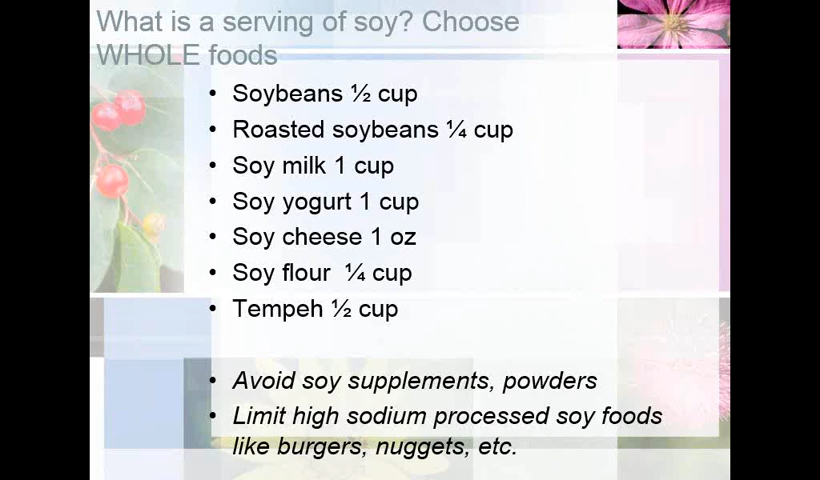 What is a serving of soy? Choose
WHOLE foods
• Soybeans ½ cup
• Roasted soybeans ¼ cup
• Soy milk 1 cup
• Soy yogurt 1 cup
• Soy cheese 1 oz
• Soy flour  ¼ cup
• Tempeh ½ cup
• Avoid soy supplements, powders
• Limit high sodium processed soy foods
like burgers, nuggets, etc.